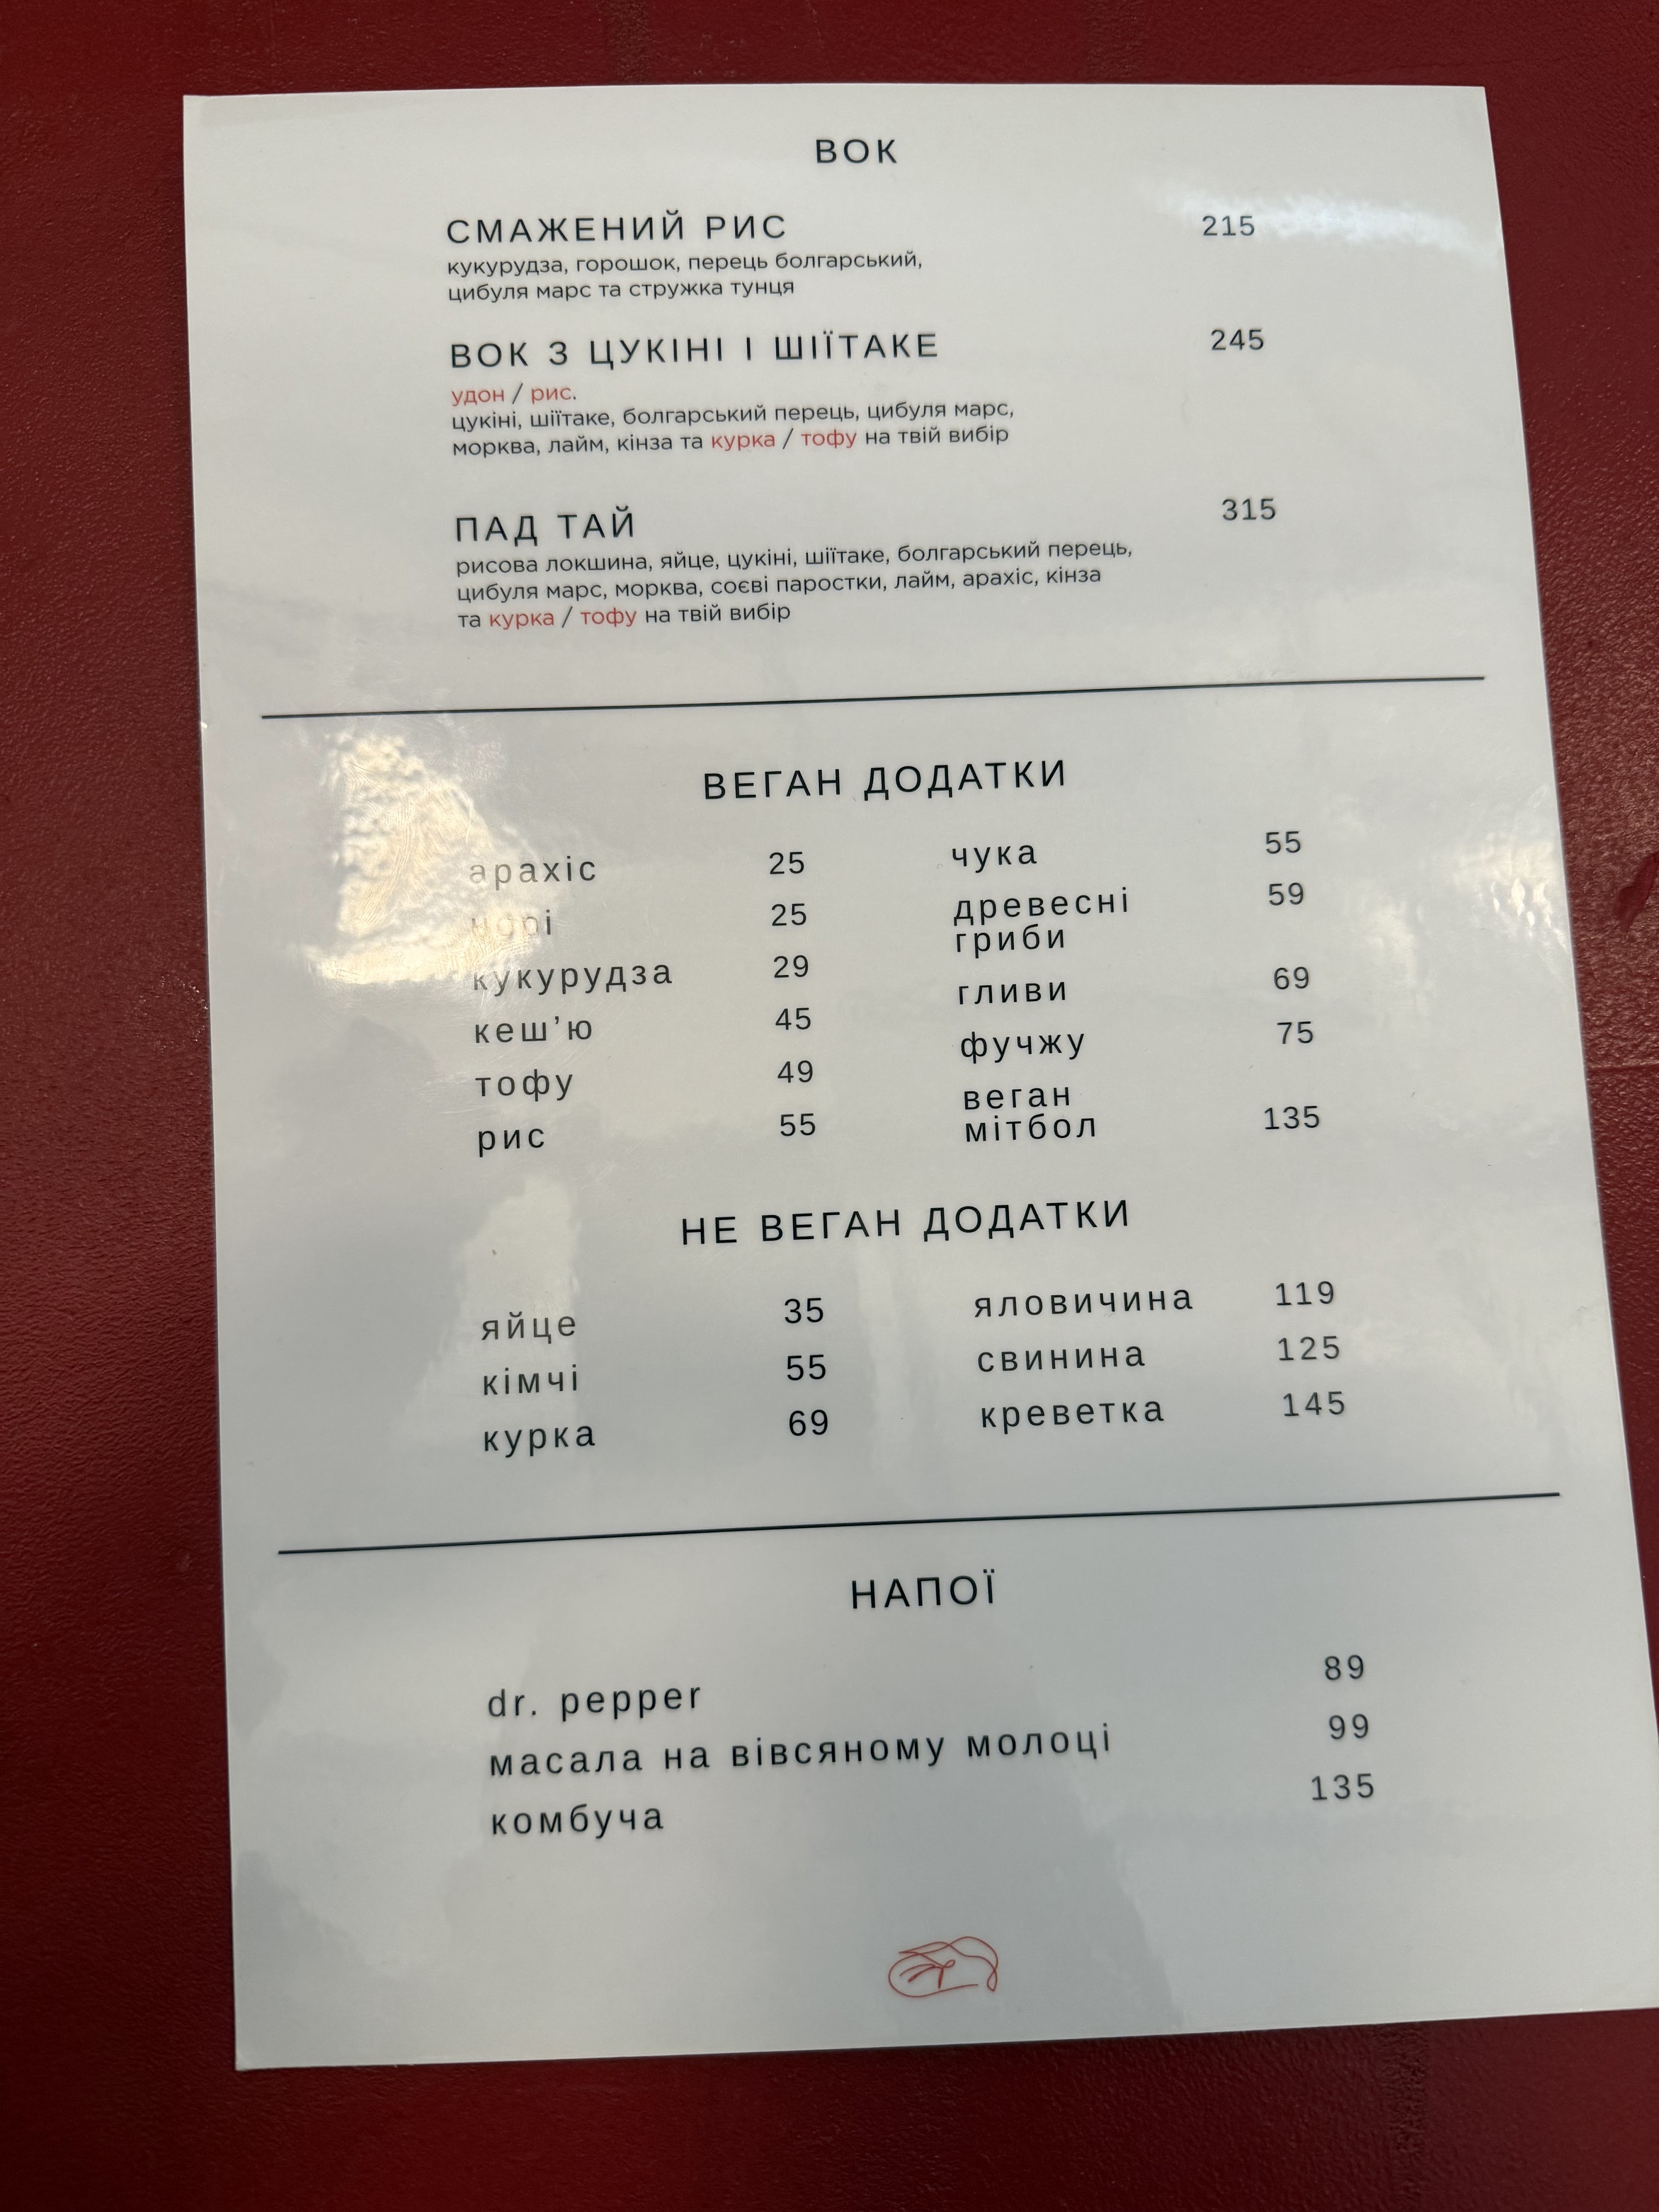 ВОК
СМАЖЕНИЙ РИС 215
кукурудза, горошок, перець болгарський,
цибуля марс та стружка тунця
ВОК З ЦУКІНІ І ШІЇТАКЕ 245
удон / рис.
цукіні, шіїтаке, болгарський перець, цибуля марс,
морква, лайм, кінза та курка / тофу на твій вибір
ПАД ТАЙ 315
рисова локшина, яйце, цукіні, шіїтаке, болгарський перець,
цибуля марс, морква, соєві паростки, лайм, арахіс, кінза
та курка / тофу на твій вибір
ВЕГАН ДОДАТКИ
арахіс 25
норі 25
кукурудза 29
кеш’ю 45
тофу 49
рис 55
чука 55
древесні 59
гриби
гливи 69
фучжу 75
веган
мітбол 135
НЕ ВЕГАН ДОДАТКИ
яйце 35
кімчі 55
курка 69
яловичина 119
свинина 125
креветка 145
НАПОЇ
dr. pepper 89
масала на вівсяному молоці 99
комбуча 135